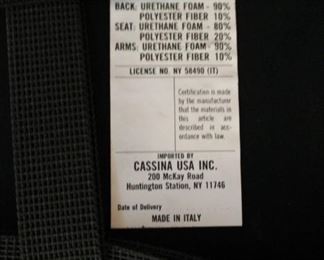 BACK: URETHANE FOAM - 90%
POLYESTER FIBER 10%
SEAT: URETHANE FOAM - 80%
POLYESTER FIBER 20%
ARMS: URETHANE FOAM - 90%
POLYESTER FIBER 10%
LICENSE NO. NY 58490 (IT)
Certification is made
by the manufacturer
that the materials in
this article are
described in acc-
ordance with law.
IMPORTED BY
CASSINA USA INC.
200 McKay Road
Huntington Station, NY 11746
Date of Delivery
MADE IN ITALY